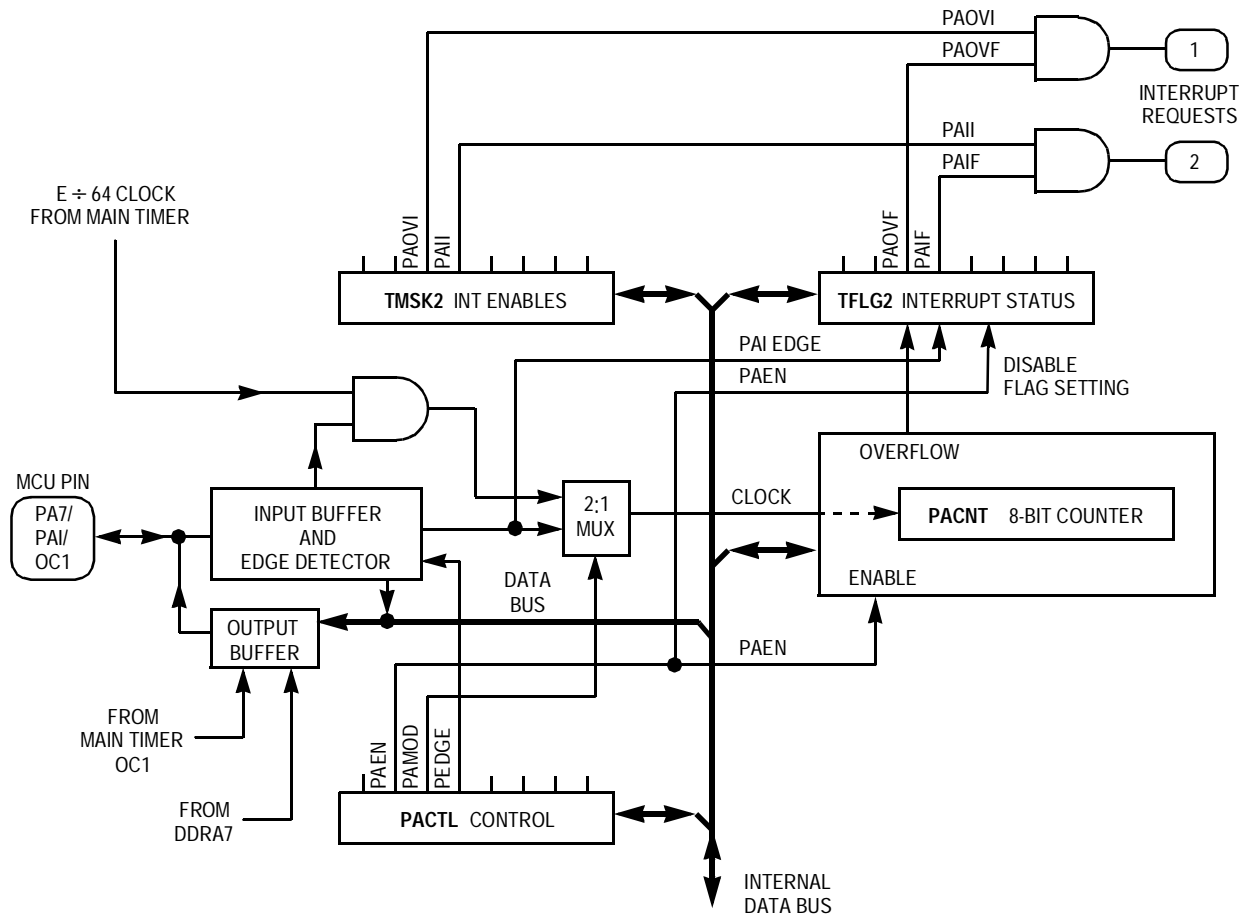 PAOVI
PAOVF
1
INTERRUPT
REQUESTS
PAII
PAIF
2
E ÷ 64 CLOCK
FROM MAIN TIMER
PAOVI
PAII
PAOVF
PAIF
TMSK2 INT ENABLES
TFLG2 INTERRUPT STATUS
PAI EDGE
PAEN
DISABLE
FLAG SETTING
OVERFLOW
MCU PIN
PA7/
PAI/
OC1
INPUT BUFFER
AND
EDGE DETECTOR
2:1
MUX
CLOCK
PACNT 8-BIT COUNTER
ENABLE
DATA
BUS
OUTPUT
BUFFER
PAEN
FROM
MAIN TIMER
OC1
PAEN
PAMOD
PEDGE
FROM
DDRA7
PACTL CONTROL
INTERNAL
DATA BUS